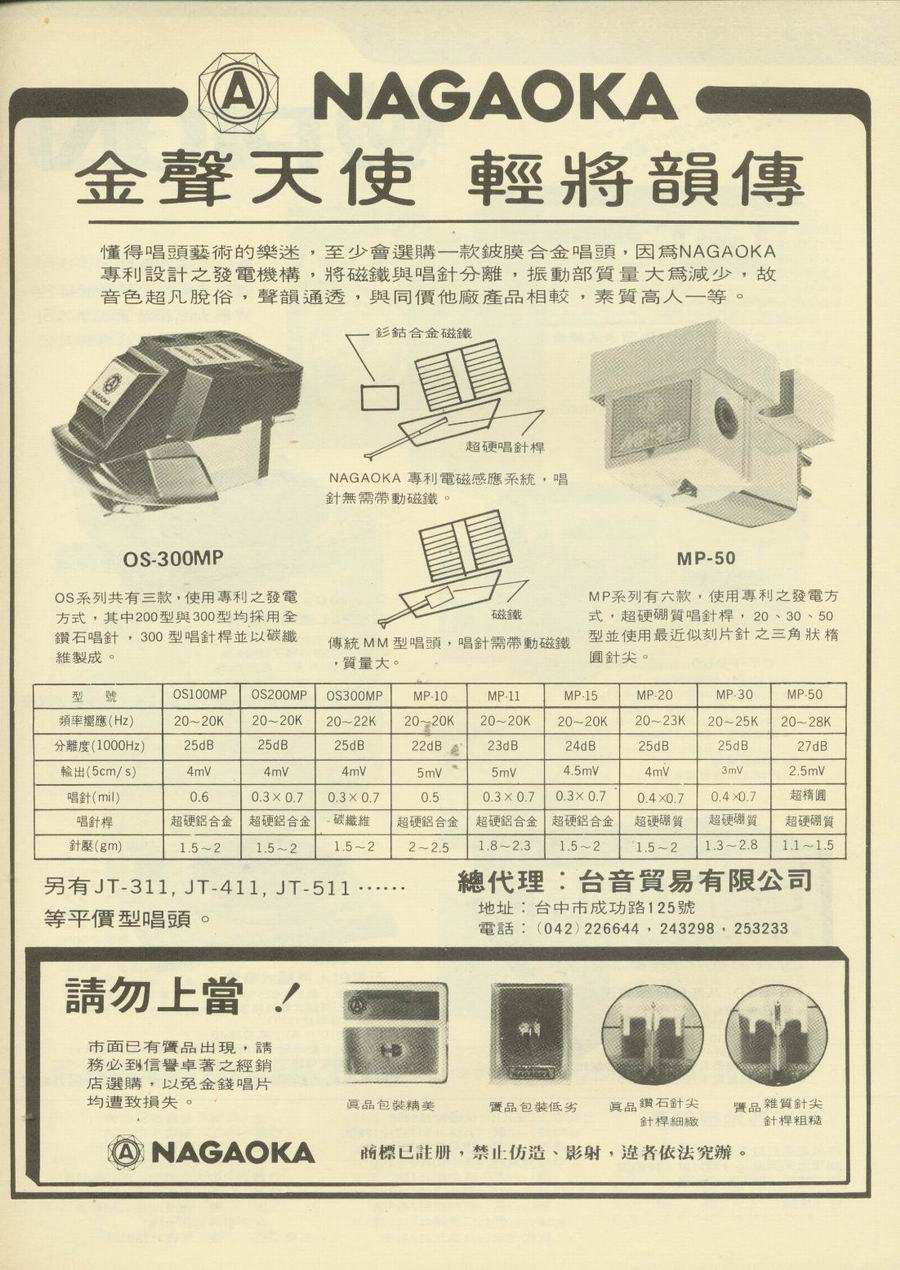 A NAGAOKA
金聲天使 輕將韻傳
懂得唱頭藝術的樂迷，至少會選購一款鈹膜合金唱頭，因爲NAGAOKA
專利設計之發電機構，將磁鐵與唱針分離，振動部質量大爲減少，故
音色超凡脫俗，聲韻通透，與同價他廠產品相較，素質高人一等。
釤鈷合金磁鐵
超硬唱針桿
NAGAOKA 專利電磁感應系統，唱
針無需帶動磁鐵。
磁鐵
傳統MM型唱頭，唱針需帶動磁鐵
，質量大。
NAGAOKA
OS-300MP
OS系列共有三款，使用專利之發電
方式，其中200型與300型均採用全
鑽石唱針，300型唱針桿並以碳纖
維製成。
MP-50
MP-50
MP系列有六款，使用專利之發電方
式，超硬硼質唱針桿，20、30、50
型並使用最近似刻片針之三角狀楕
圓針尖。
型號 OS100MP OS200MP OS300MP MP·10 MP·11 MP·15 MP·20 MP·30 MP·50
頻率響應(Hz) 20~20K 20~20K 20~22K 20~20K 20~20K 20~20K 20~23K 20~25K 20~28K
分離度(1000Hz) 25dB 25dB 25dB 22dB 23dB 24dB 25dB 25dB 27dB
輸出(5cm/s) 4mV 4mV 4mV 5mV 5mV 4.5mV 4mV 3mV 2.5mV
唱針(mil) 0.6 0.3×0.7 0.3×0.7 0.5 0.3×0.7 0.3×0.7 0.4×0.7 0.4×0.7 超楕圓
唱針桿 超硬鋁合金 超硬鋁合金 碳纖維 超硬鋁合金 超硬鋁合金 超硬鋁合金 超硬硼質 超硬硼質 超硬硼質
針壓(gm) 1.5~2 1.5~2 1.5~2 2~2.5 1.8~2.3 1.5~2 1.5~2 1.3~2.8 1.1~1.5
另有JT-311, JT-411, JT-511……
等平價型唱頭。
總代理：台音貿易有限公司
地址：台中市成功路125號
電話：(042)226644，243298，253233
請勿上當！
市面已有贋品出現，請
務必到信譽卓著之經銷
店選購，以免金錢唱片
均遭致損失。
NAGAOKA
眞品包裝精美
贋品包裝低劣
眞品 鑽石針尖
針桿細緻
贋品 雜質針尖
針桿粗糙
A NAGAOKA
商標已註册，禁止仿造、影射，違者依法究辦。